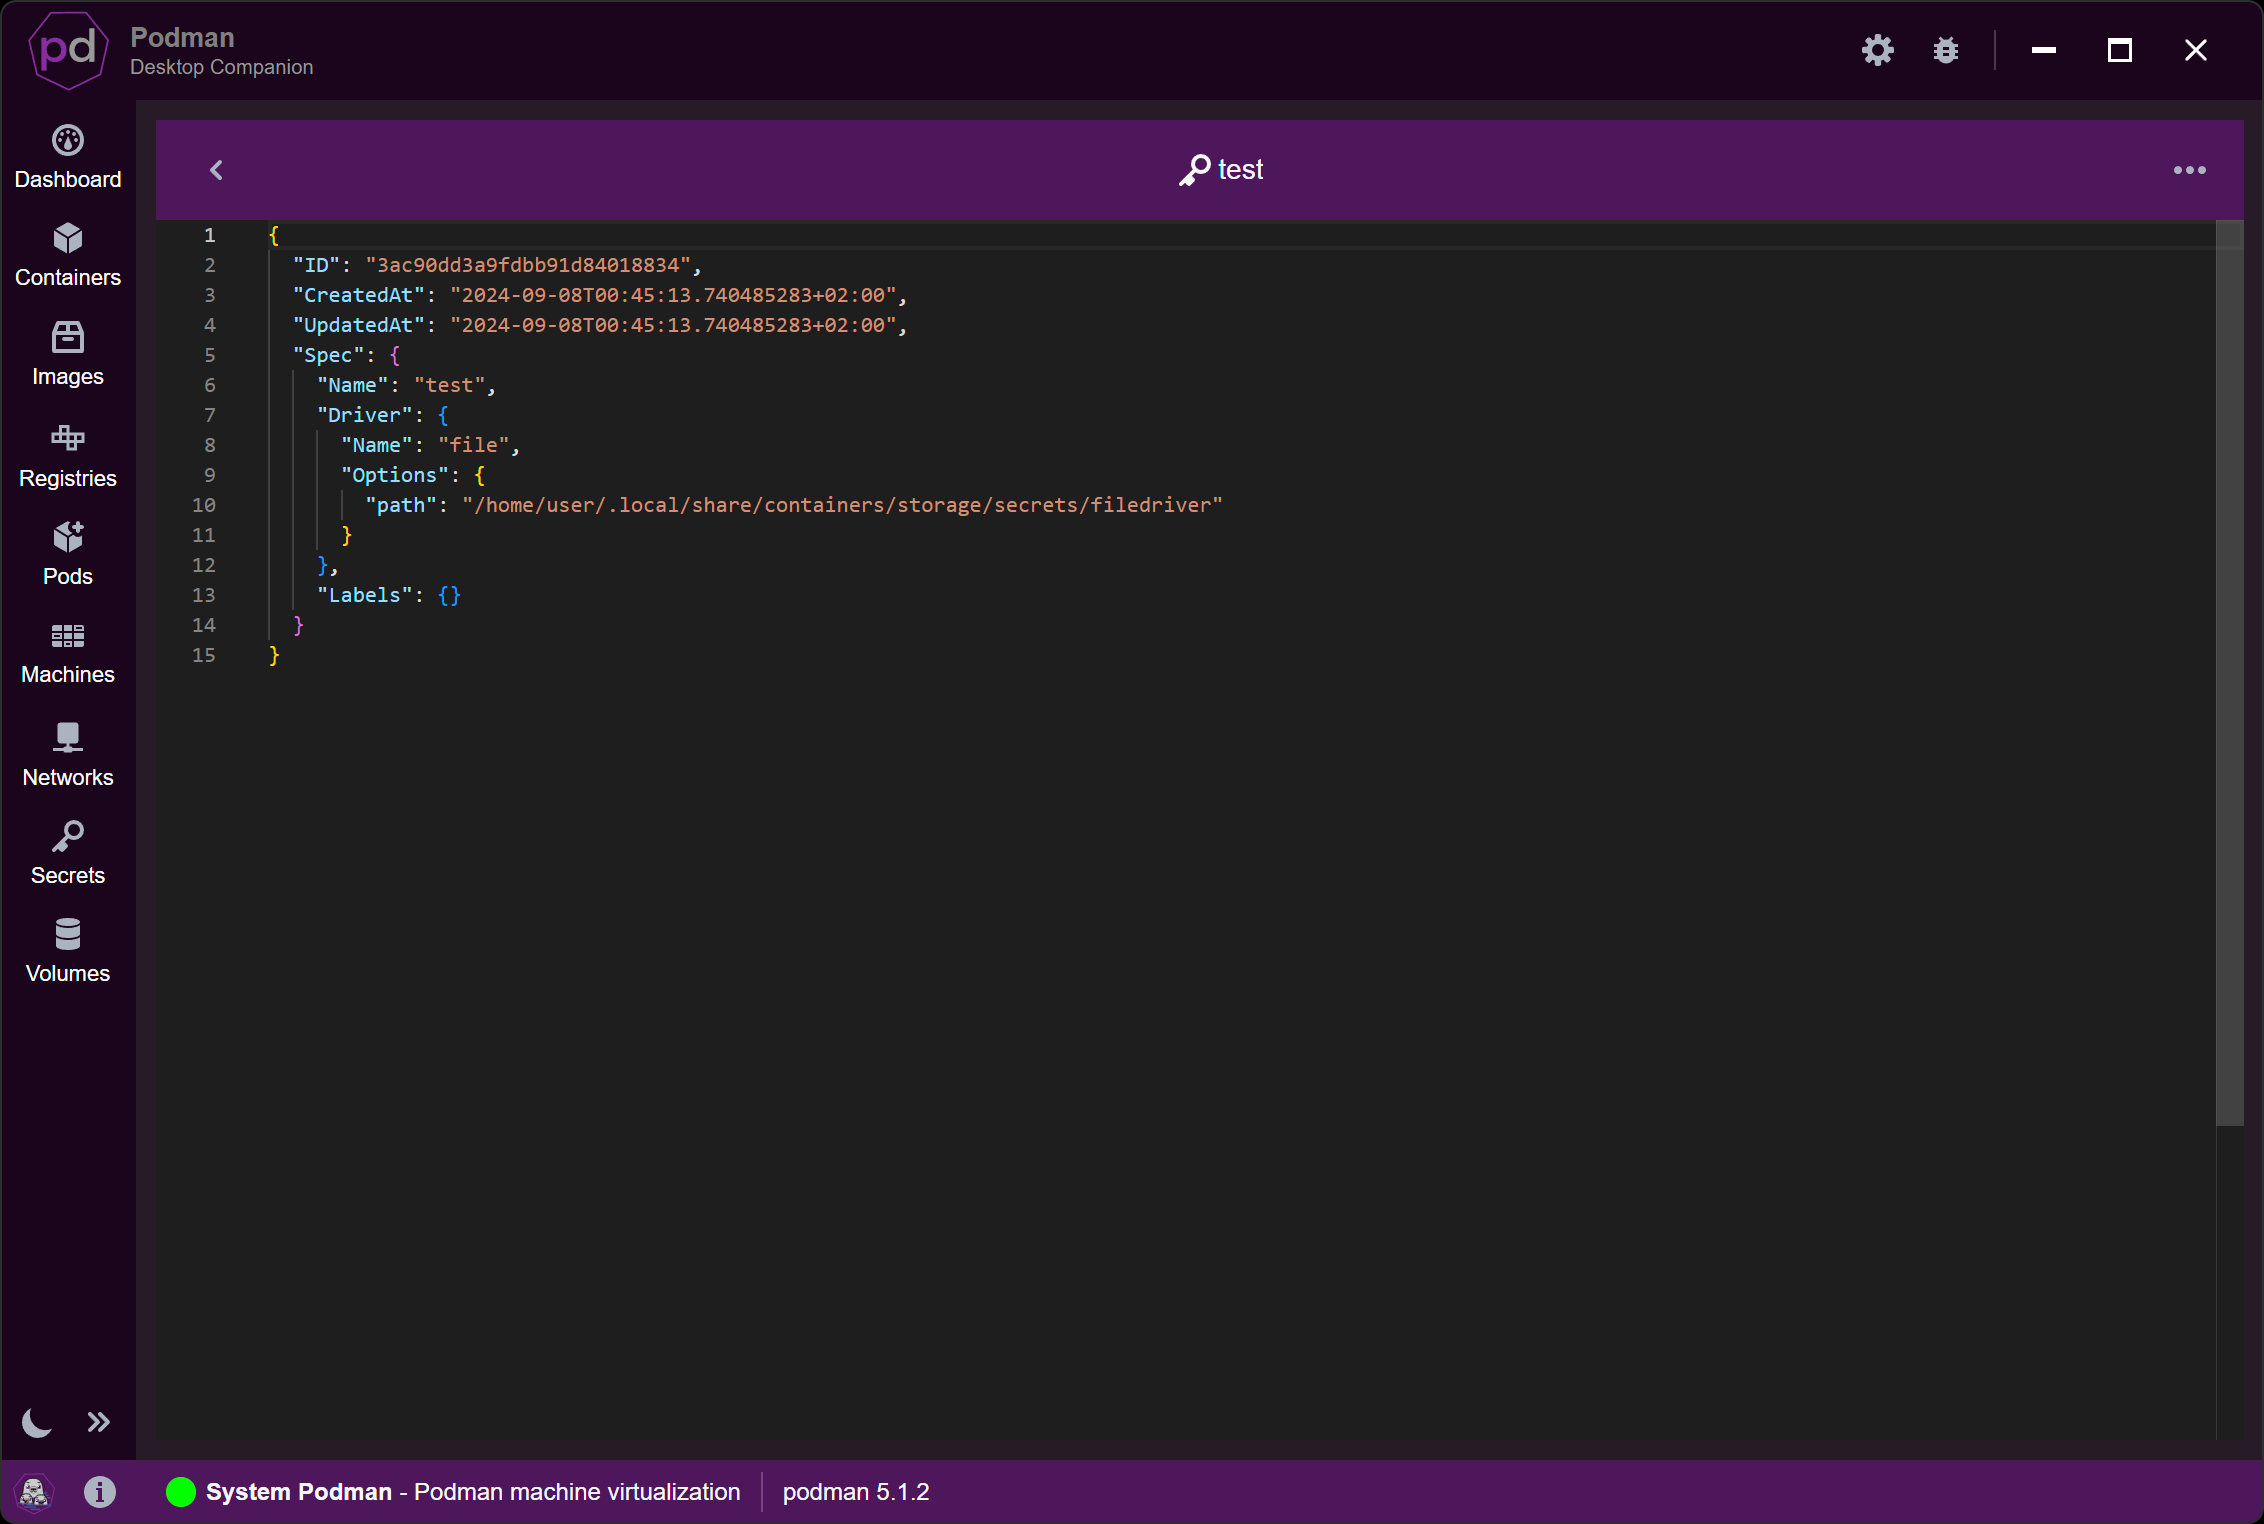 pd
Podman
Desktop Companion
Dashboard
Containers
Images
Registries
Pods
Machines
Networks
Secrets
Volumes
test
1 {
2 "ID": "3ac90dd3a9fdbb91d84018834",
3 "CreatedAt": "2024-09-08T00:45:13.740485283+02:00",
4 "UpdatedAt": "2024-09-08T00:45:13.740485283+02:00",
5 "Spec": {
6 "Name": "test",
7 "Driver": {
8 "Name": "file",
9 "Options": {
10 "path": "/home/user/.local/share/containers/storage/secrets/filedriver"
11 }
12 },
13 "Labels": {}
14 }
15 }
System Podman - Podman machine virtualization
podman 5.1.2